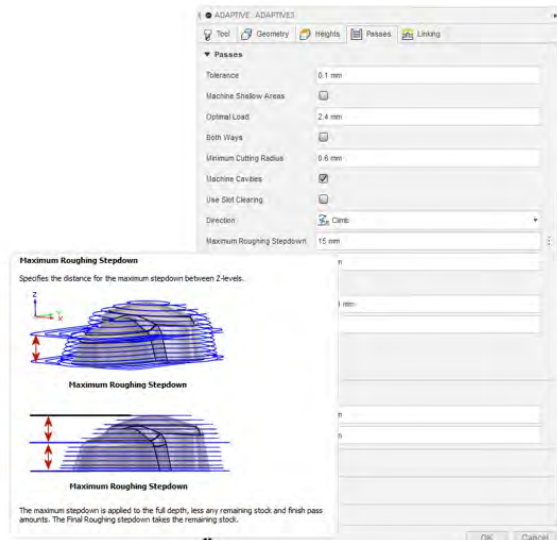 ADAPTIVE : ADAPTIVE3
Tool Geometry Heights Passes Linking
Passes
Tolerance 0.1 mm
Machine Shallow Areas
Optimal Load 2.4 mm
Both Ways
Minimum Cutting Radius 0.6 mm
Machine Cavities
Use Slot Clearing
Direction Climb
Maximum Roughing Stepdown 15 mm
Maximum Roughing Stepdown
Specifies the distance for the maximum stepdown between Z-levels.
Z
Y
X
Maximum Roughing Stepdown
Maximum Roughing Stepdown
The maximum stepdown is applied to the full depth, less any remaining stock and finish pass
amounts. The Final Roughing stepdown takes the remaining stock.
OK Cancel